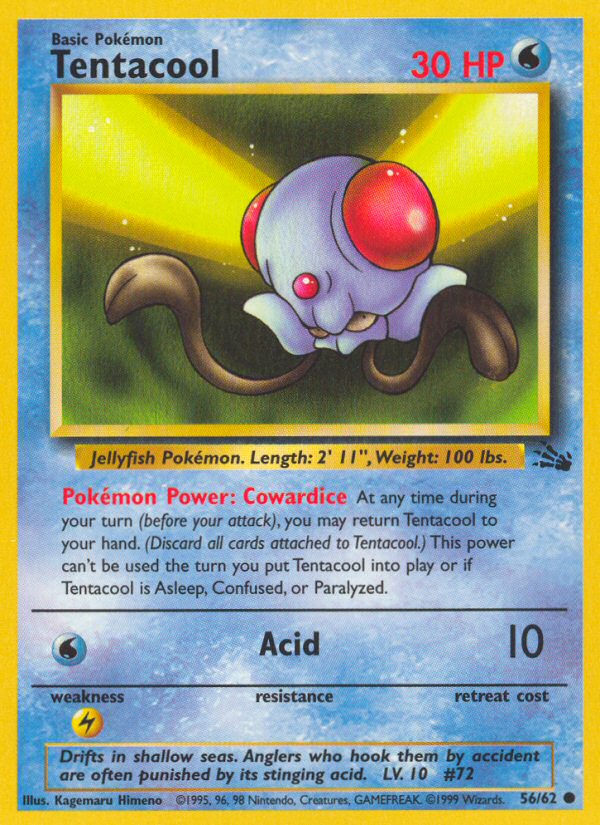 Basic Pokémon
Tentacool
30 HP
Jellyfish Pokémon. Length: 2' 11", Weight: 100 lbs.
Pokémon Power: Cowardice At any time during
your turn (before your attack), you may return Tentacool to
your hand. (Discard all cards attached to Tentacool.) This power
can't be used the turn you put Tentacool into play or if
Tentacool is Asleep, Confused, or Paralyzed.
Acid 10
weakness resistance retreat cost
Drifts in shallow seas. Anglers who hook them by accident
are often punished by its stinging acid. LV. 10 #72
Illus. Kagemaru Himeno ©1995, 96, 98 Nintendo, Creatures, GAMEFREAK. ©1999 Wizards. 56/62